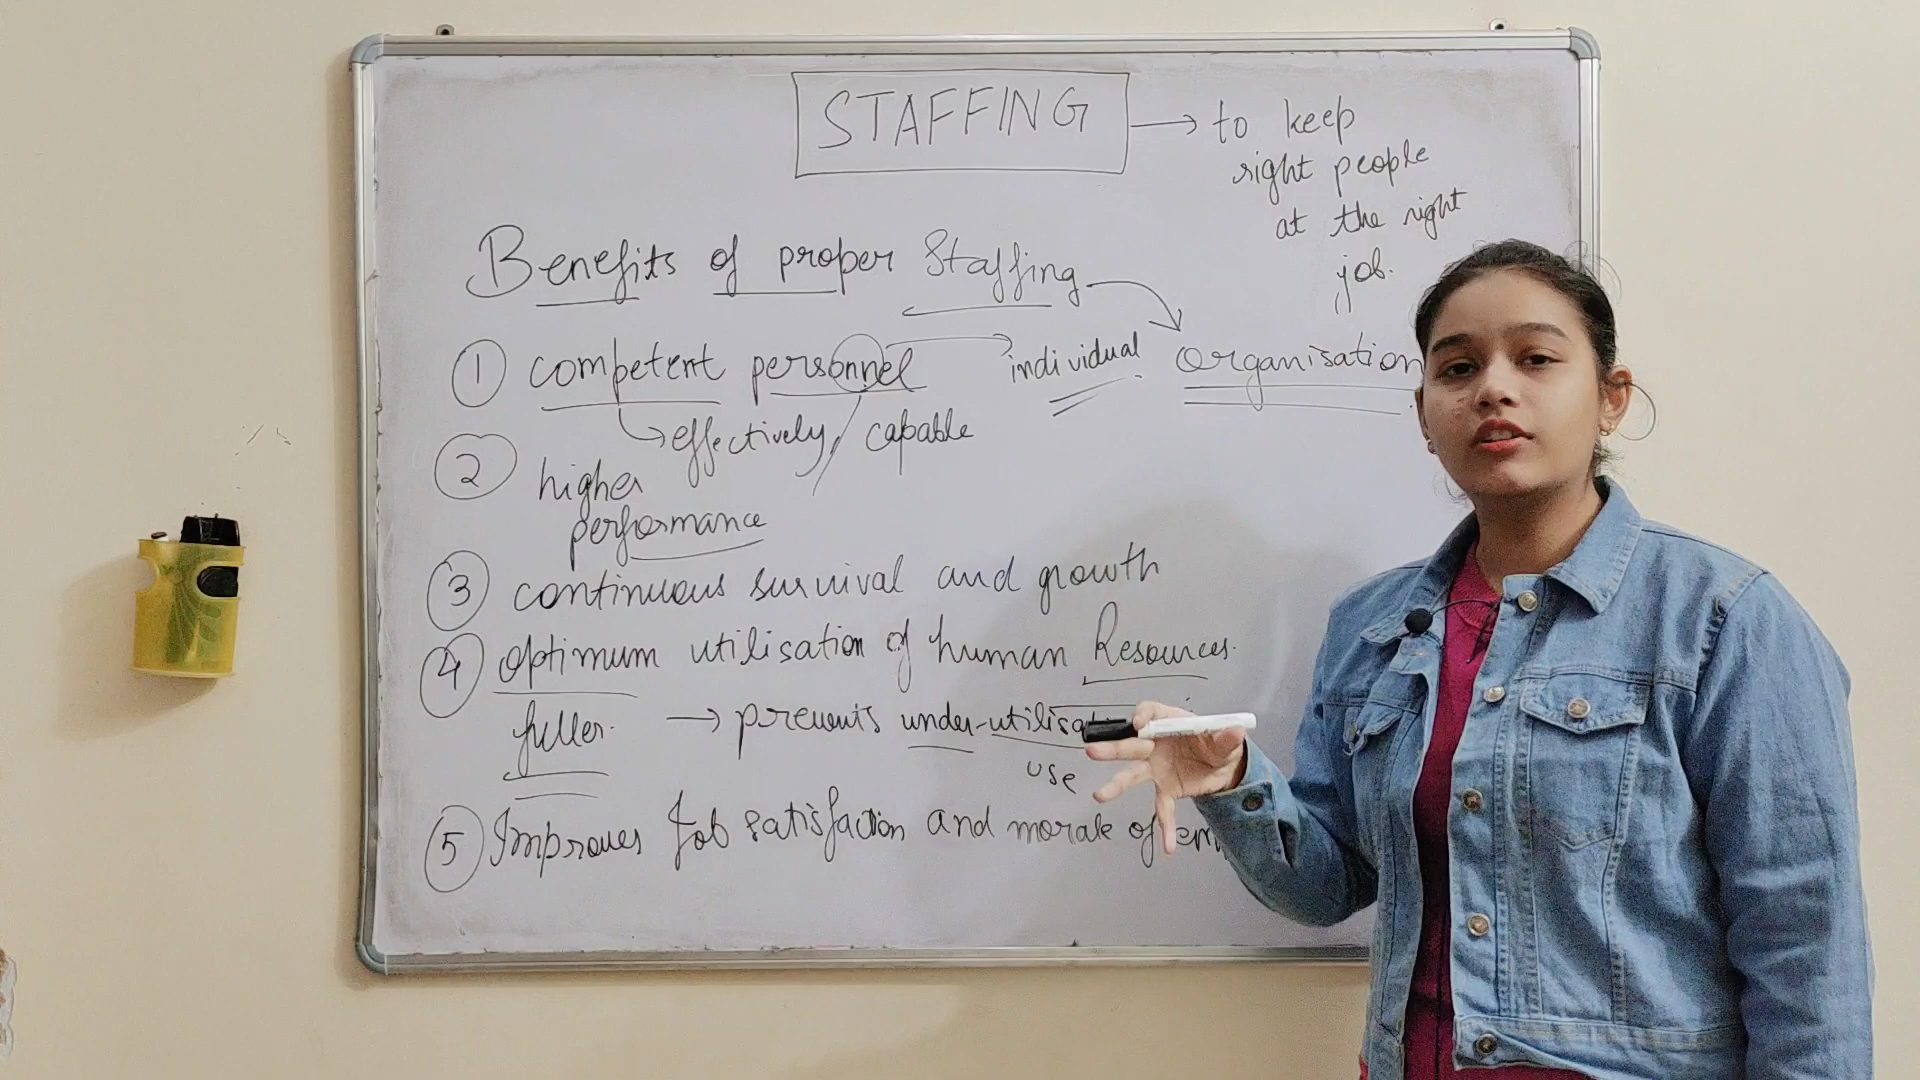 STAFFING → to keep
right people
at the right
job.
Benefits of proper Staffing
① competent personnel → individual Organisation
→ effectively / capable
② higher
performance
③ continuous survival and growth
④ optimum utilisation of human Resources.
fuller. → prevents under-
use
⑤ Improves Job satisfaction and morale of